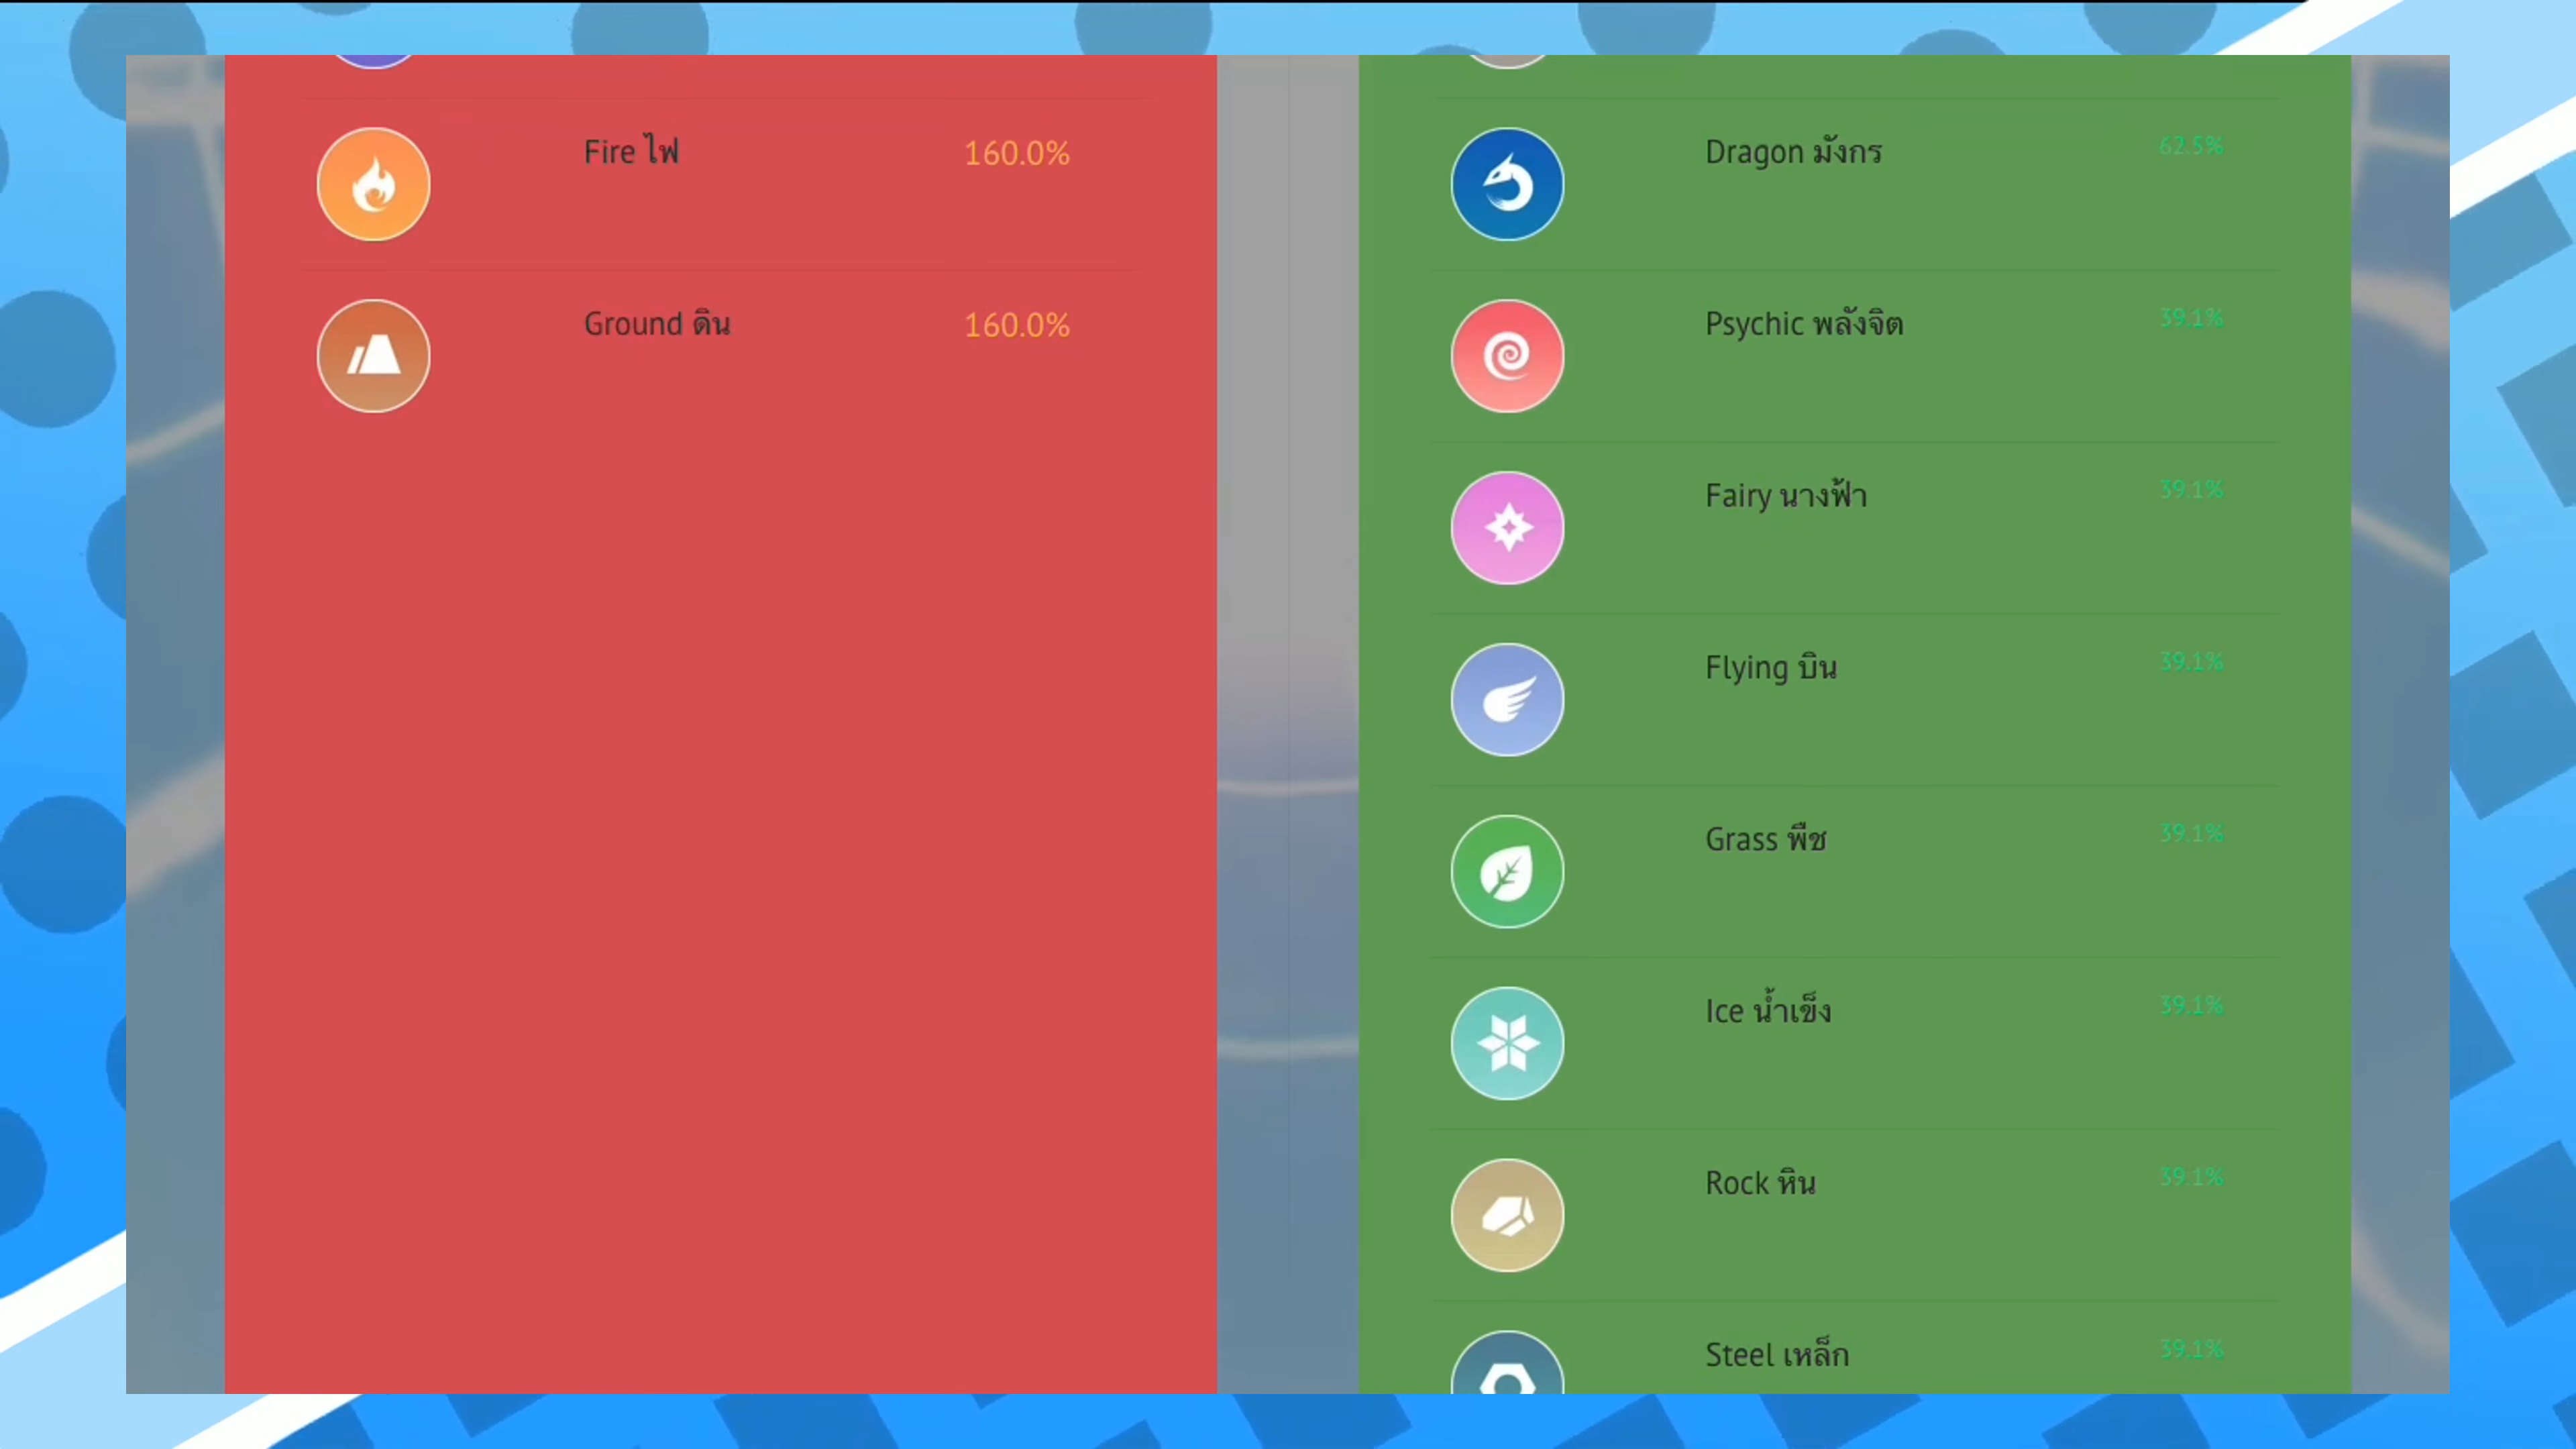 Fire ไฟ 160.0%
Ground ดิน 160.0%
Dragon มังกร 62.5%
Psychic พลังจิต 39.1%
Fairy นางฟ้า 39.1%
Flying บิน 39.1%
Grass พืช 39.1%
Ice น้ำแข็ง 39.1%
Rock หิน 39.1%
Steel เหล็ก 39.1%